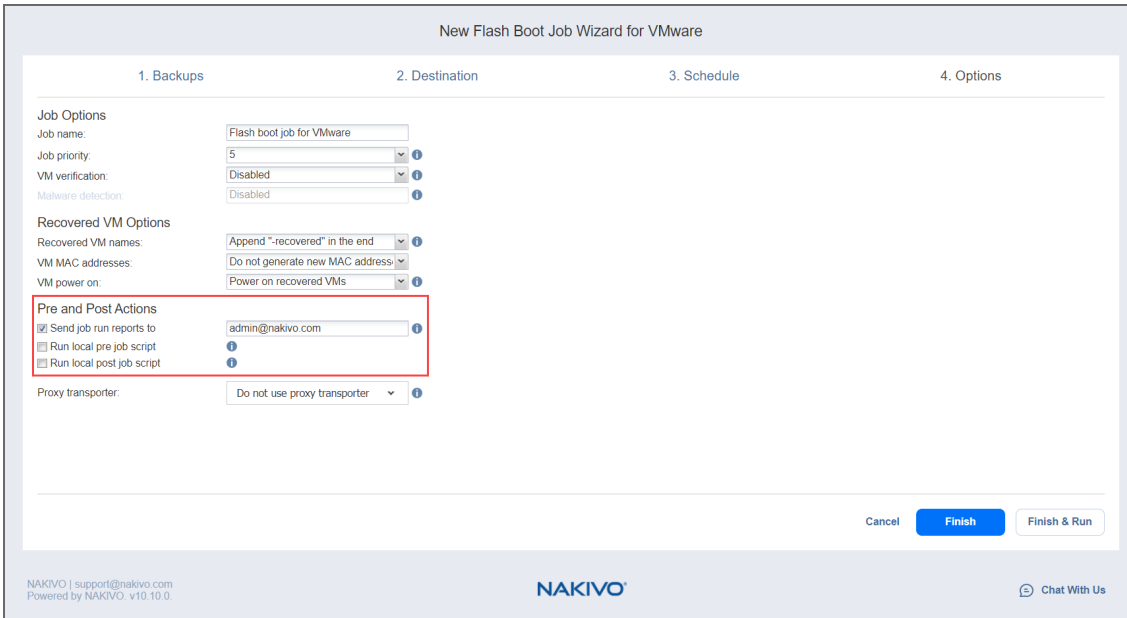 New Flash Boot Job Wizard for VMware
1. Backups 2. Destination 3. Schedule 4. Options
Job Options
Job name: Flash boot job for VMware
Job priority: 5
VM verification: Disabled
Malware detection: Disabled
Recovered VM Options
Recovered VM names: Append "-recovered" in the end
VM MAC addresses: Do not generate new MAC address
VM power on: Power on recovered VMs
Pre and Post Actions
Send job run reports to admin@nakivo.com
Run local pre job script
Run local post job script
Proxy transporter: Do not use proxy transporter
Cancel Finish Finish & Run
NAKIVO | support@nakivo.com
Powered by NAKIVO. v10.10.0.
NAKIVO
Chat With Us